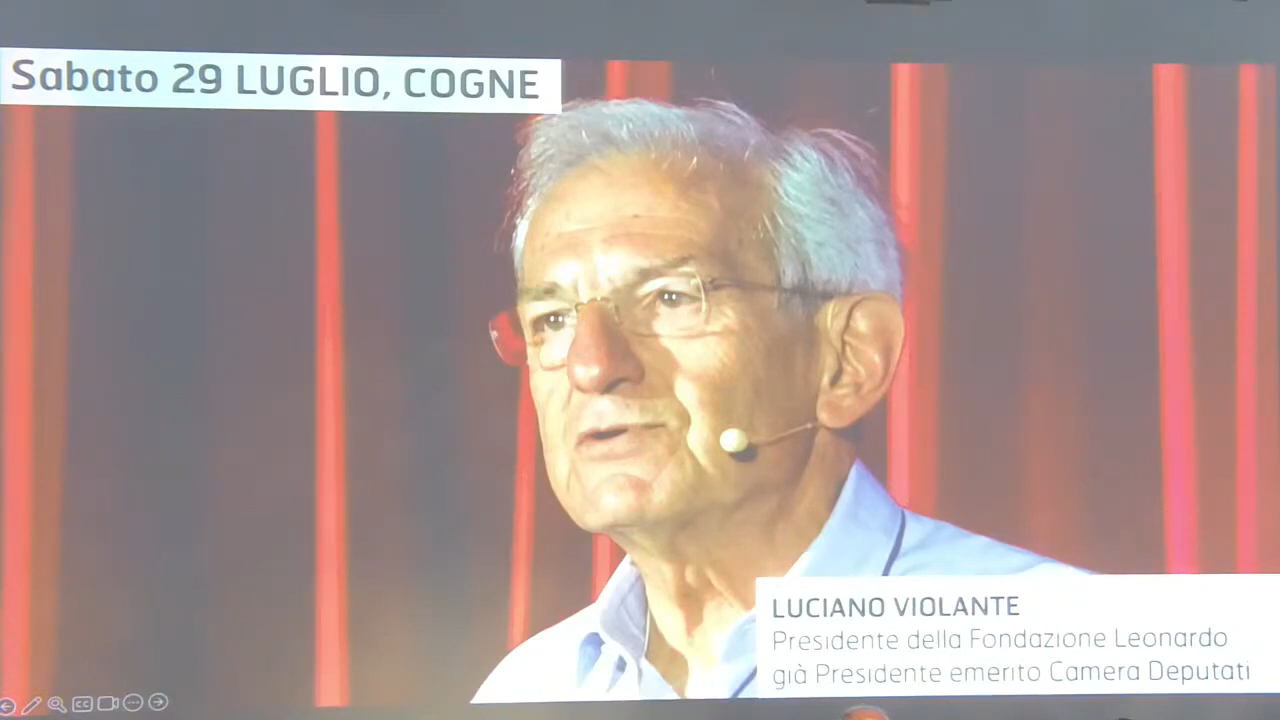 Sabato 29 LUGLIO, COGNE
LUCIANO VIOLANTE
Presidente della Fondazione Leonardo
già Presidente emerito Camera Deputati